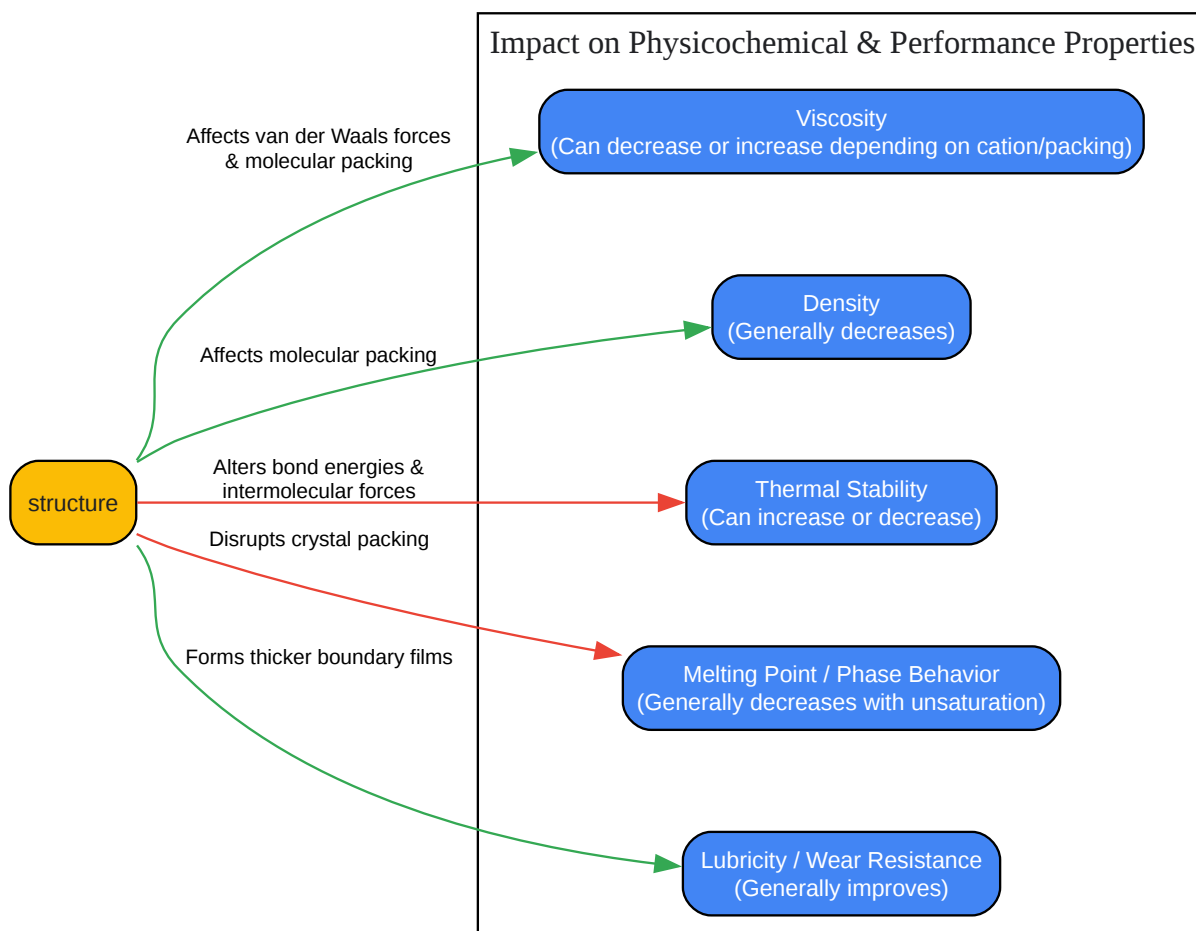 Impact on Physicochemical & Performance Properties
Affects van der Waals forces
& molecular packing
Viscosity
(Can decrease or increase depending on cation/packing)
Affects molecular packing
Density
(Generally decreases)
structure
Alters bond energies &
intermolecular forces
Thermal Stability
(Can increase or decrease)
Disrupts crystal packing
Melting Point / Phase Behavior
(Generally decreases with unsaturation)
Forms thicker boundary films
Lubricity / Wear Resistance
(Generally improves)